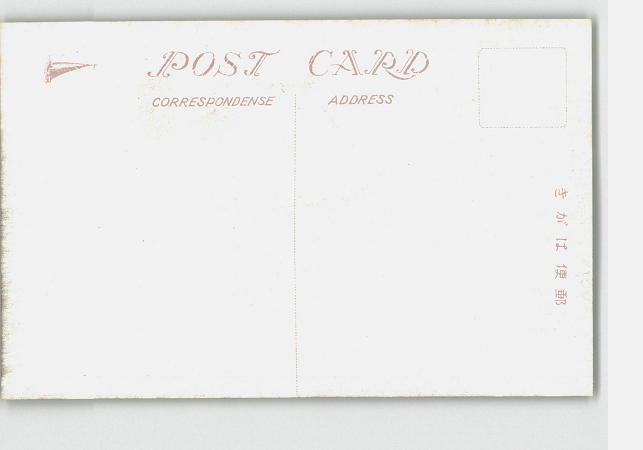 POST CARD
CORRESPONDENSE
ADDRESS
きがは便郵